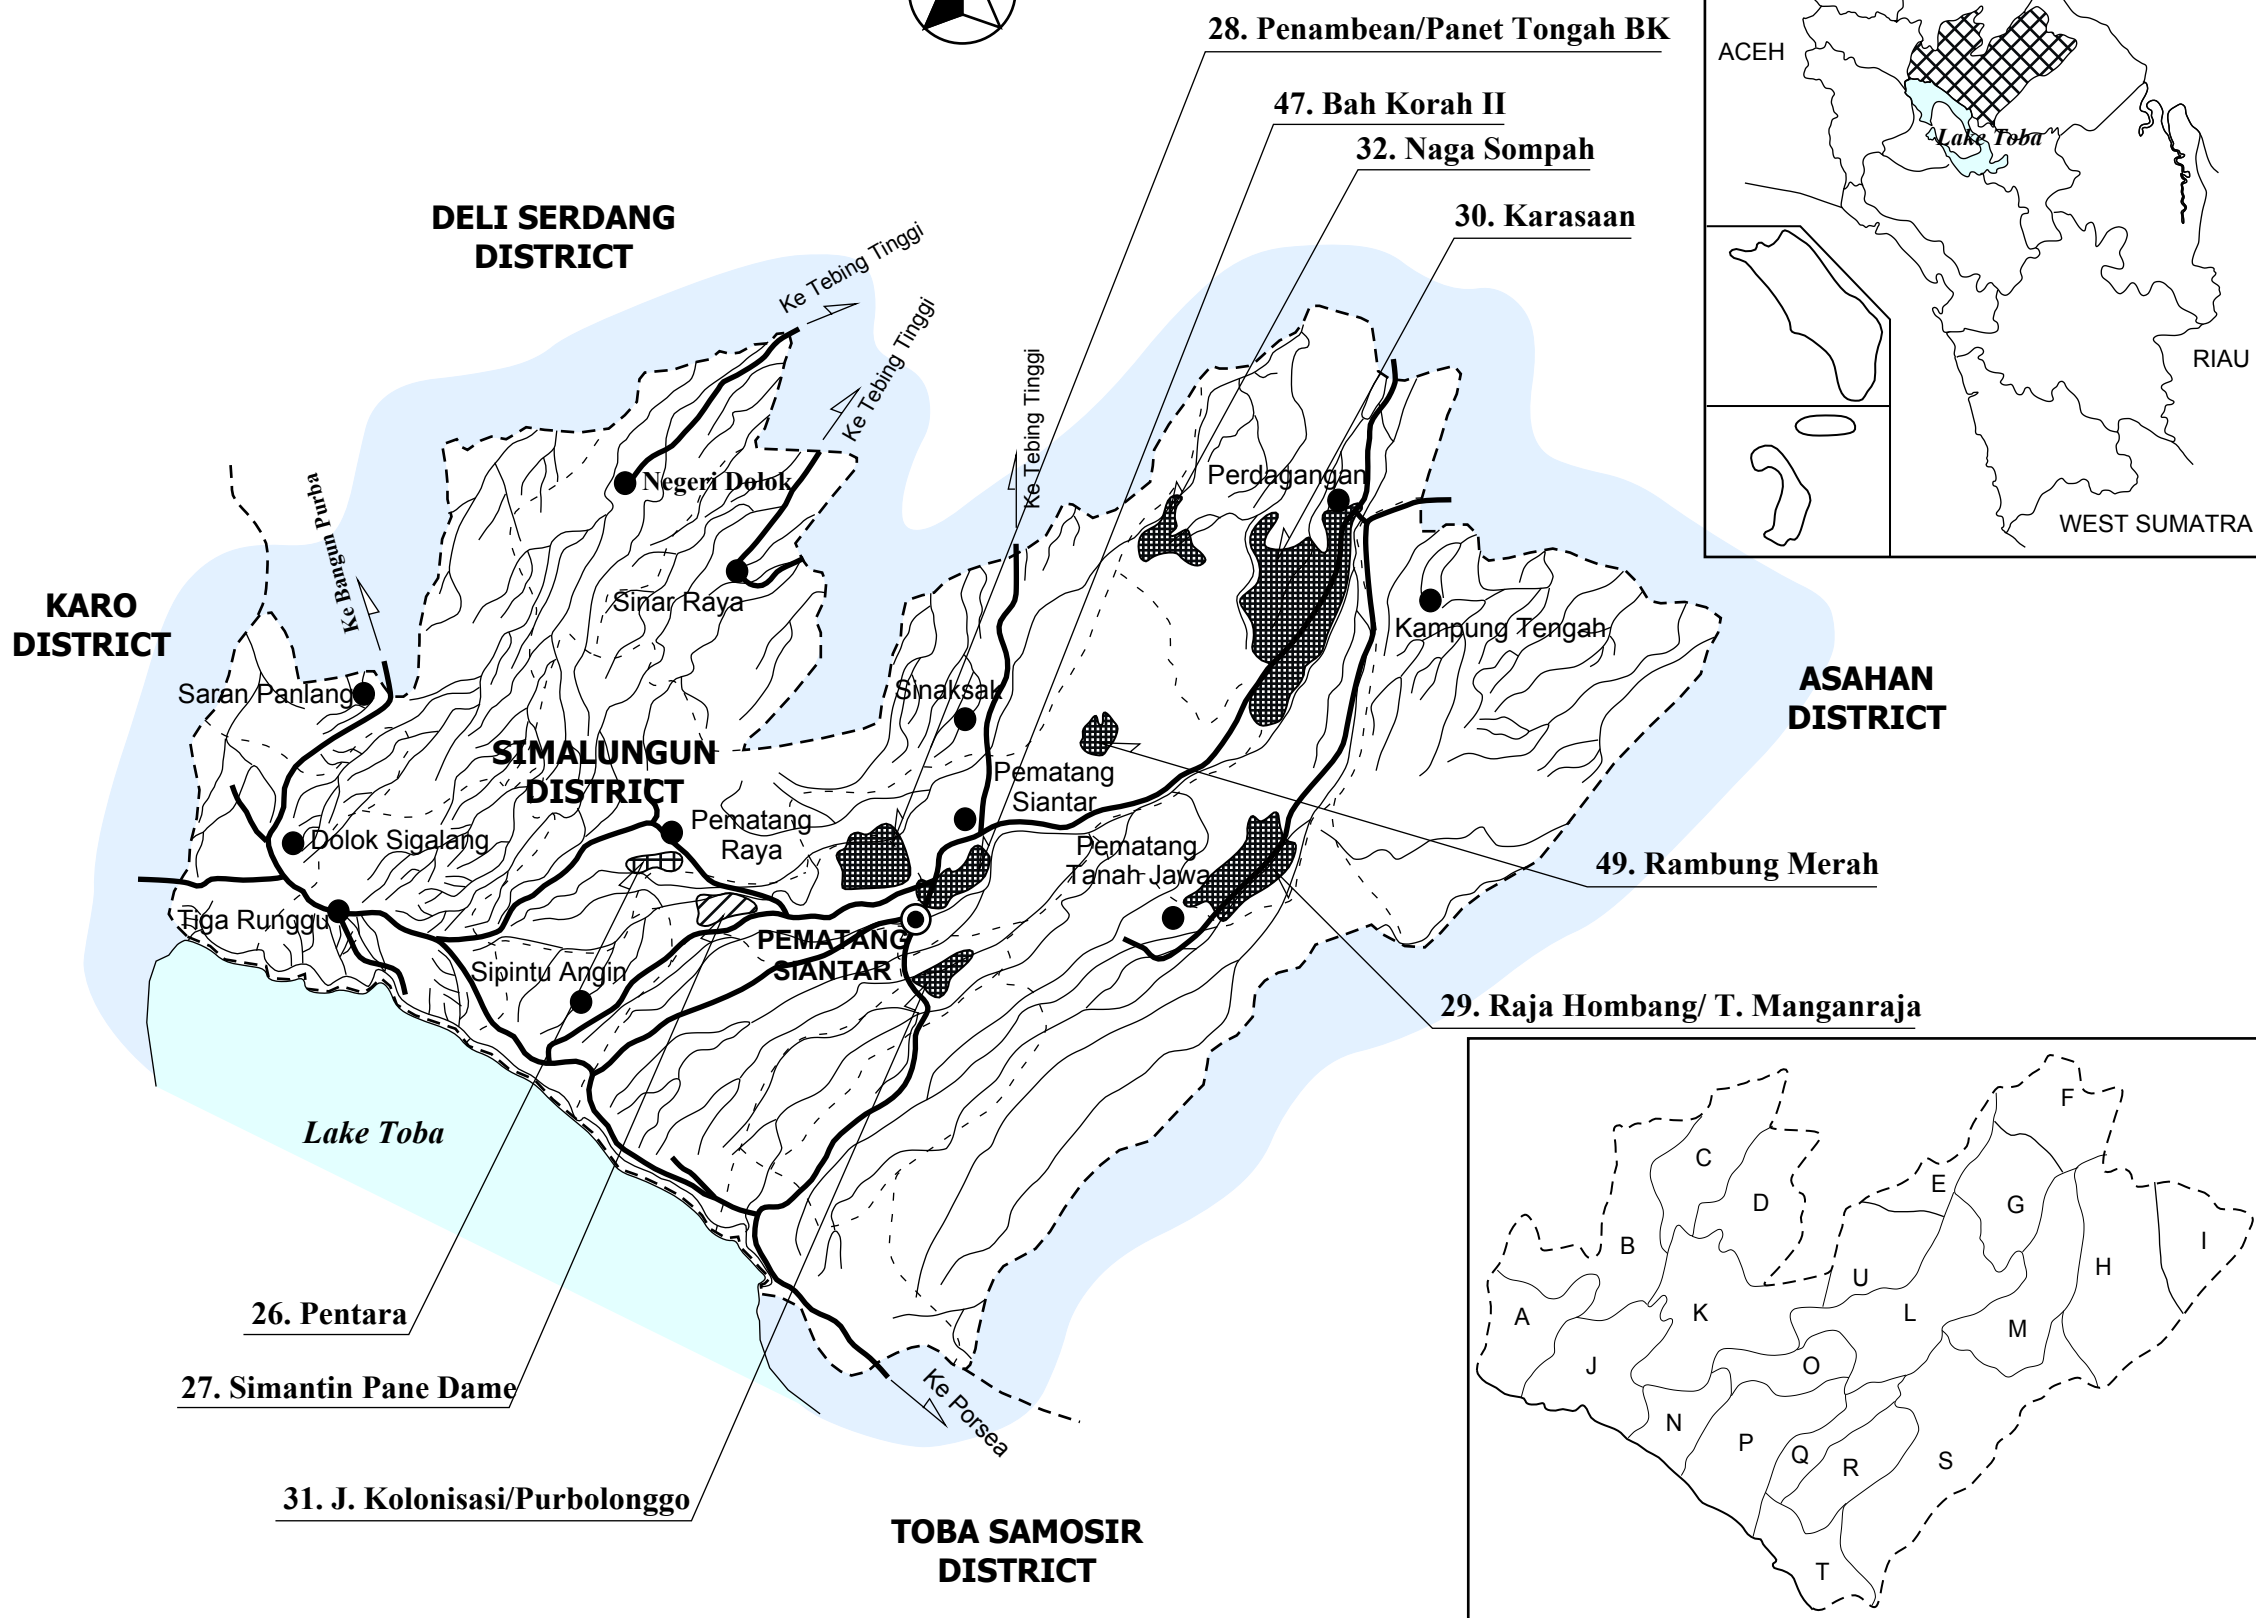 28. Penambean/Panet Tongah BK
47. Bah Korah II
32. Naga Sompah
30. Karasaan
ACEH
Lake Toba
RIAU
WEST SUMATRA
DELI SERDANG
DISTRICT
Ke Tebing Tinggi
Ke Tebing Tinggi
Ke Tebing Tinggi
Ke Bangun Purba
KARO
DISTRICT
ASAHAN
DISTRICT
Negeri Dolok
Perdagangan
Sinar Raya
Kampung Tengah
Saran Panlang
Sinaksak
SIMALUNGUN
DISTRICT
Pematang
Siantar
Dolok Sigalang
Pematang
Raya
Pematang
Tanah Jawa
49. Rambung Merah
Tiga Runggu
PEMATANG
SIANTAR
Sipintu Angin
29. Raja Hombang/ T. Manganraja
Lake Toba
26. Pentara
27. Simantin Pane Dame
31. J. Kolonisasi/Purbolonggo
Ke Porsea
TOBA SAMOSIR
DISTRICT
F
C
E
D
G
B
I
H
U
A
K
L
M
J
O
N
P
Q
R
S
T